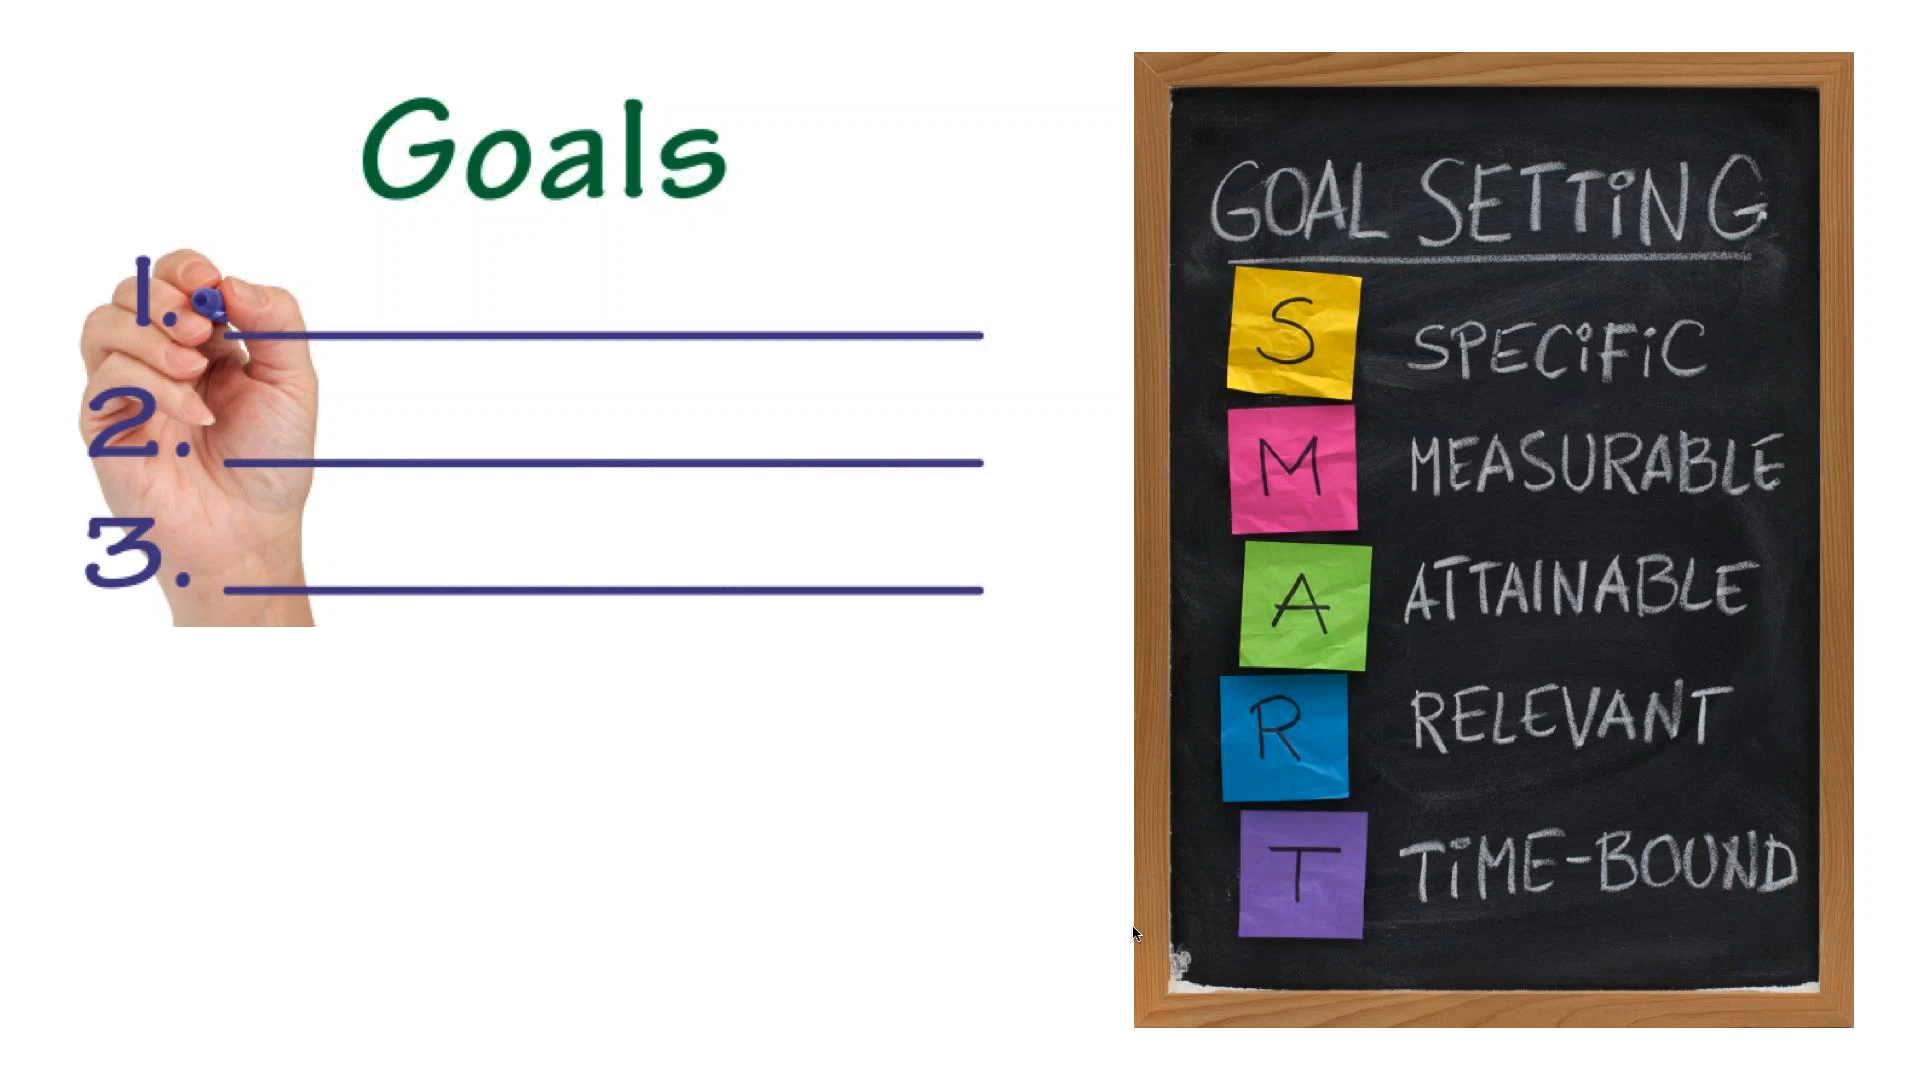 Goals
1.
2.
3.
GOAL SETTING
S SPECIFIC
M MEASURABLE
A ATTAINABLE
R RELEVANT
T TIME-BOUND